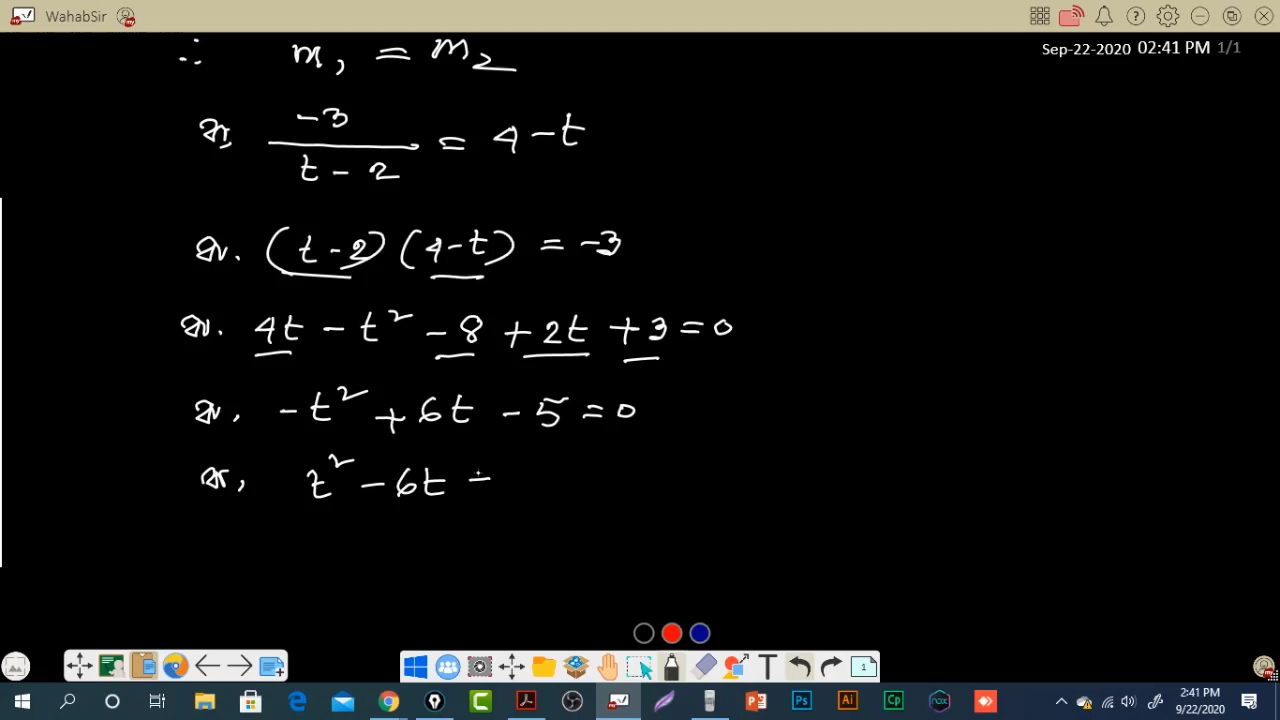 WahabSir
Sep-22-2020 02:41 PM 1/1
∴ m₁ = m₂
বা, -3/(t-2) = 4-t
বা, (t-2)(4-t) = -3
বা, 4t - t² - 8 + 2t + 3 = 0
বা, -t² + 6t - 5 = 0
বা, t² - 6t +
1
2:41 PM
9/22/2020